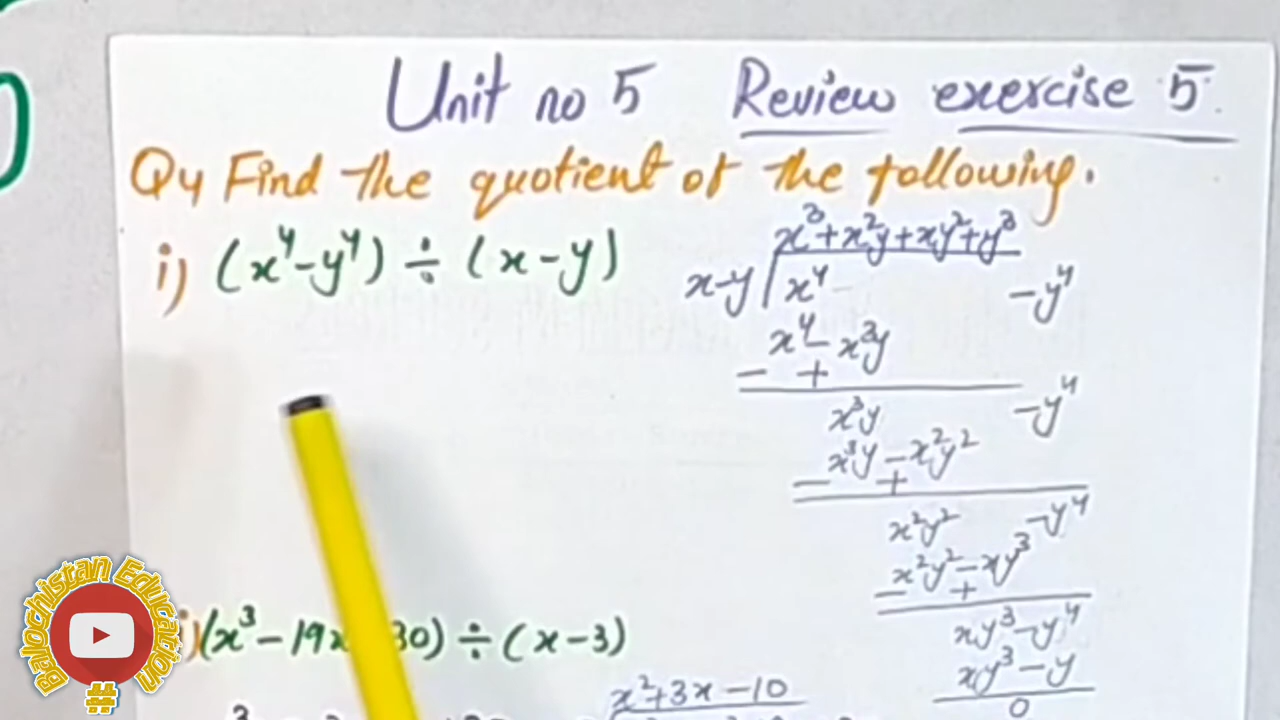 Unit no 5 Review exercise 5.
Q4 Find the quotient of the following.
i) (x⁴-y⁴) ÷ (x-y)
x³+x²y+xy²+y³
x-y x⁴ -y⁴
x⁴-x³y
- +
x³y -y⁴
x³y-x²y²
- +
x²y² -y⁴
x²y²-xy³
- +
xy³-y⁴
xy³-y
0
(x³-19x 30) ÷ (x-3)
x²+3x-10
Balochistan Education
#